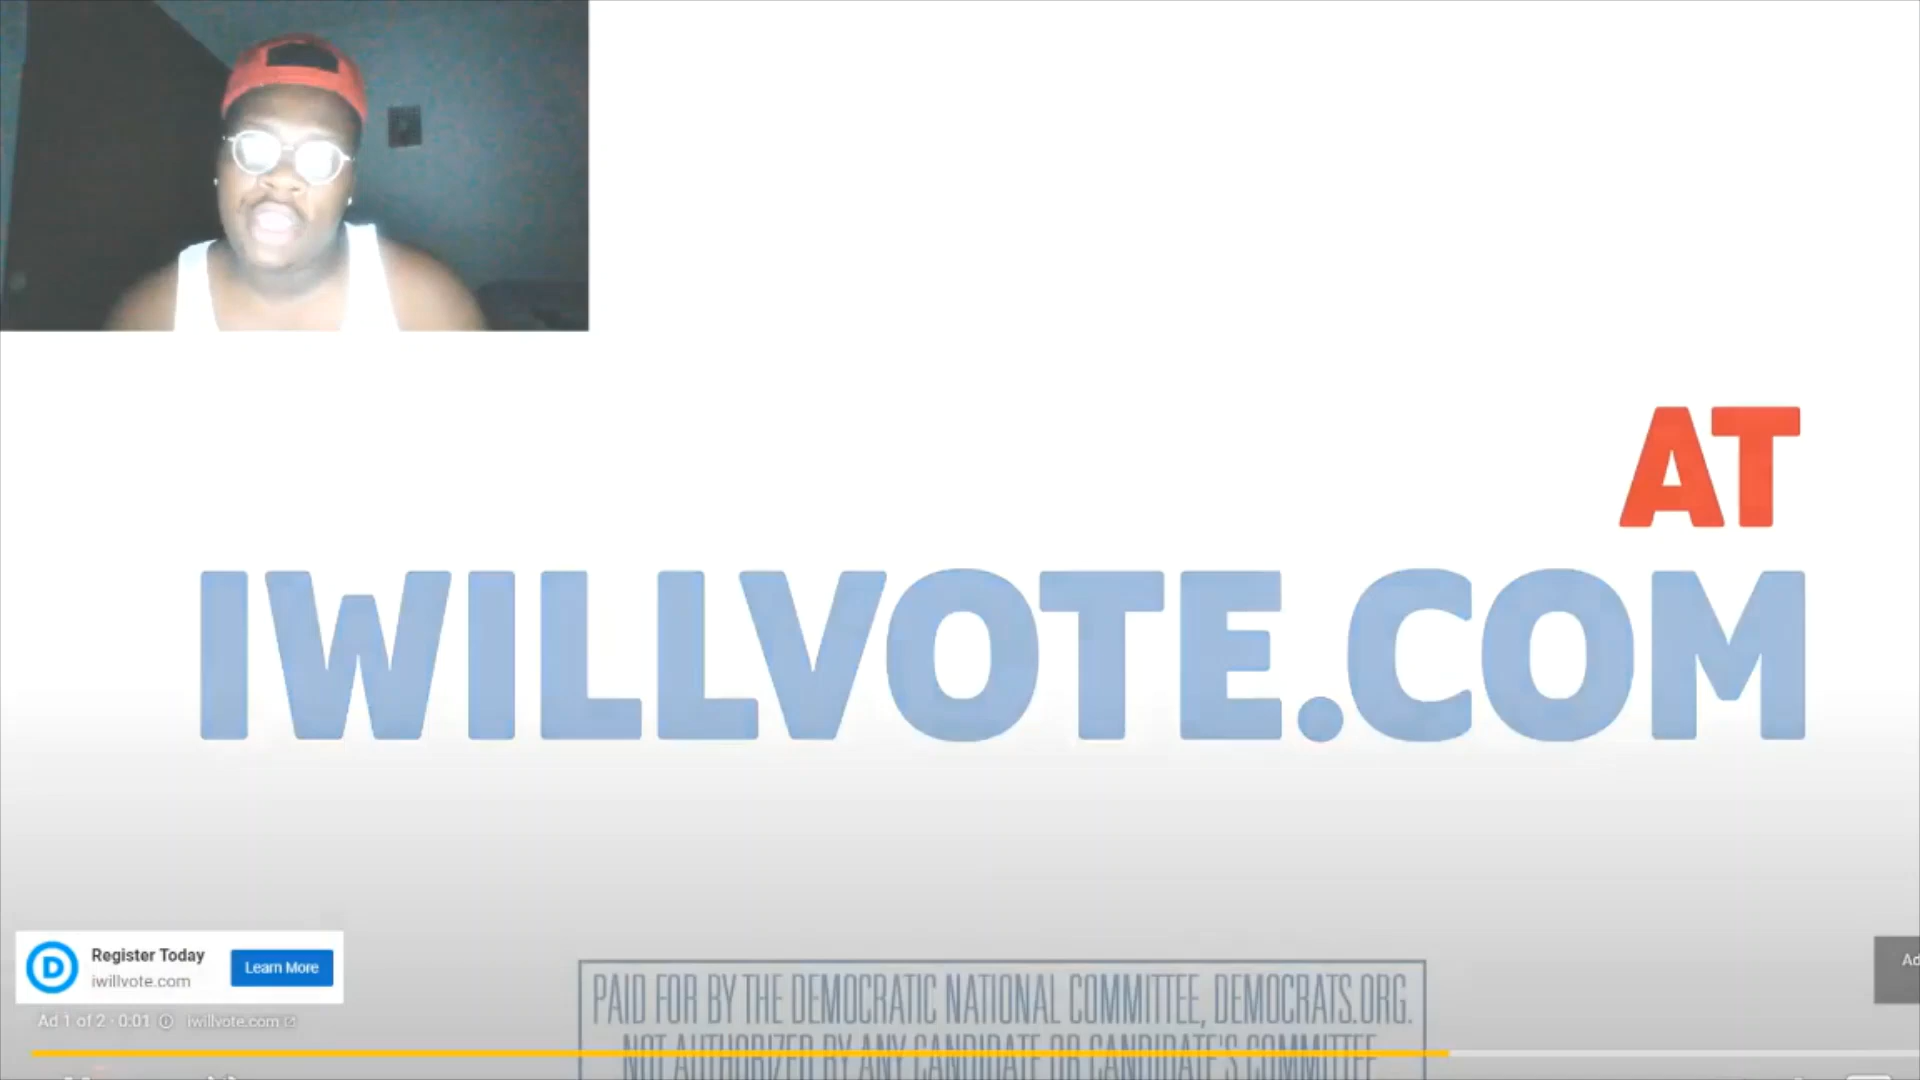 AT
IWILLVOTE.COM
D
Register Today
iwillvote.com
Learn More
Ad
Ad 1 of 2 · 0:01
iwillvote.com
PAID FOR BY THE DEMOCRATIC NATIONAL COMMITTEE, DEMOCRATS.ORG.
NOT AUTHORIZED BY ANY CANDIDATE OR CANDIDATE'S COMMITTEE